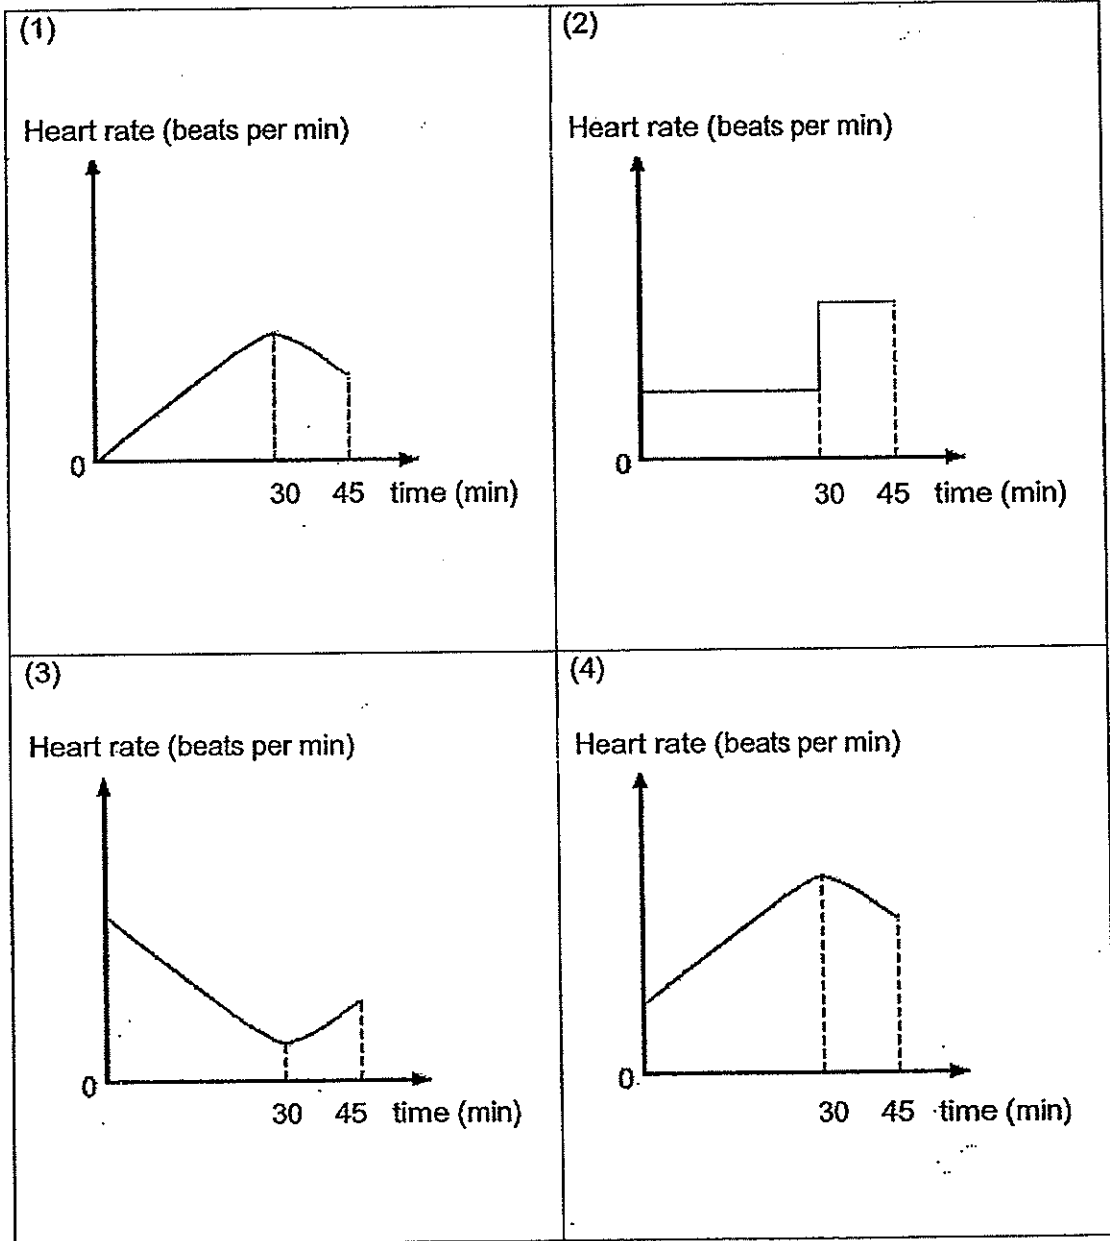 (1)
Heart rate (beats per min)
0
30 45 time (min)
(2)
Heart rate (beats per min)
0
30 45 time (min)
(3)
Heart rate (beats per min)
0
30 45 time (min)
(4)
Heart rate (beats per min)
0
30 45 time (min)